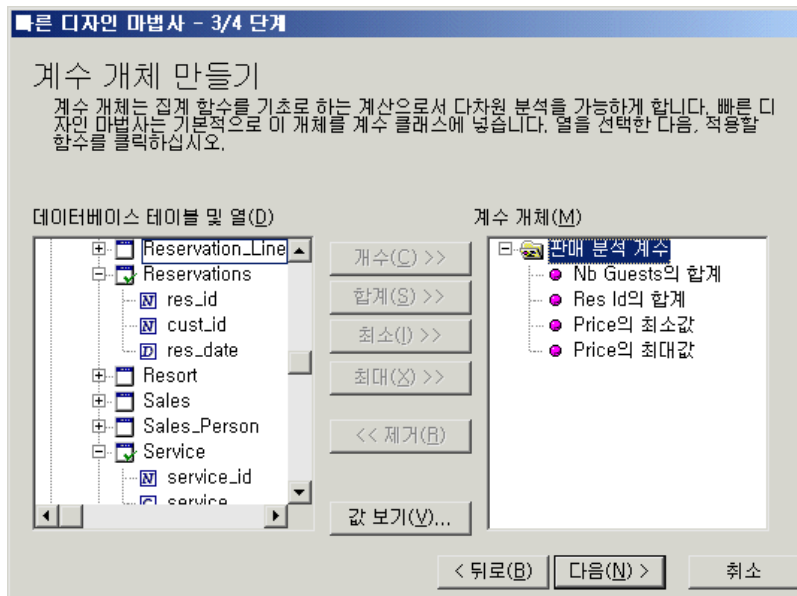 빠른 디자인 마법사 - 3/4 단계
계수 개체 만들기
계수 개체는 집계 함수를 기초로 하는 계산으로서 다차원 분석을 가능하게 합니다. 빠른 디
자인 마법사는 기본적으로 이 개체를 계수 클래스에 넣습니다. 열을 선택한 다음, 적용할
함수를 클릭하십시오.
데이터베이스 테이블 및 열(D)
Reservation_Line
Reservations
N res_id
N cust_id
D res_date
Resort
Sales
Sales_Person
Service
N service_id
C service
개수(C) >>
합계(S) >>
최소(I) >>
최대(X) >>
<< 제거(R)
값 보기(V)...
계수 개체(M)
판매 분석 계수
Nb Guests의 합계
Res Id의 합계
Price의 최소값
Price의 최대값
< 뒤로(B)
다음(N) >
취소